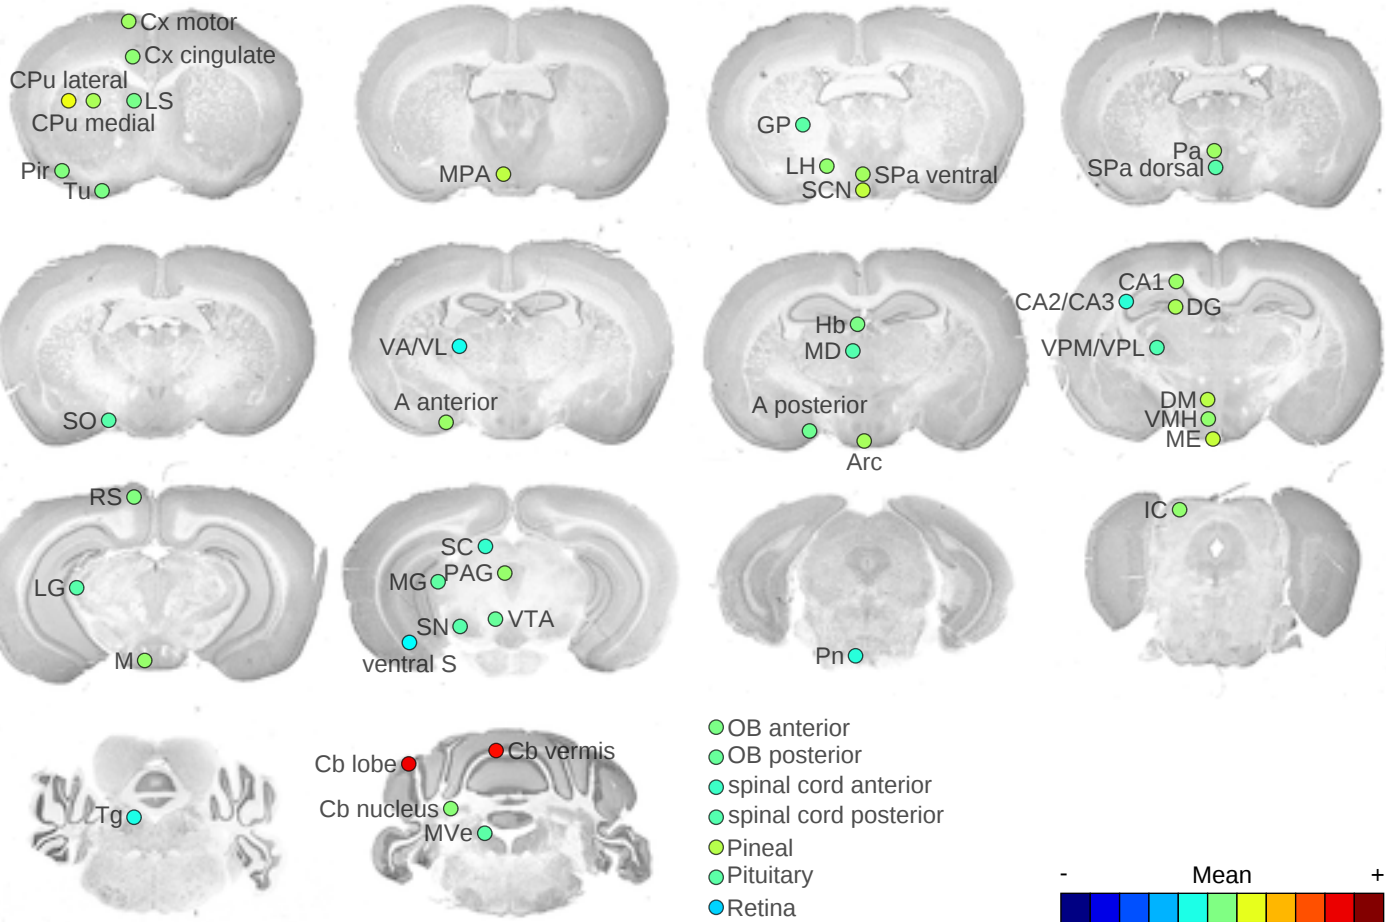 Cx motor
Cx cingulate
CPu lateral
LS
CPu medial
Pir
Tu
MPA
GP
LH
SPa ventral
SCN
Pa
SPa dorsal
SO
VA/VL
A anterior
Hb
MD
A posterior
Arc
CA1
CA2/CA3
DG
VPM/VPL
DM
VMH
ME
RS
LG
M
SC
MG
PAG
SN
VTA
ventral S
Pn
IC
Tg
Cb lobe
Cb vermis
Cb nucleus
MVe
OB anterior
OB posterior
spinal cord anterior
spinal cord posterior
Pineal
Pituitary
Retina
- Mean +